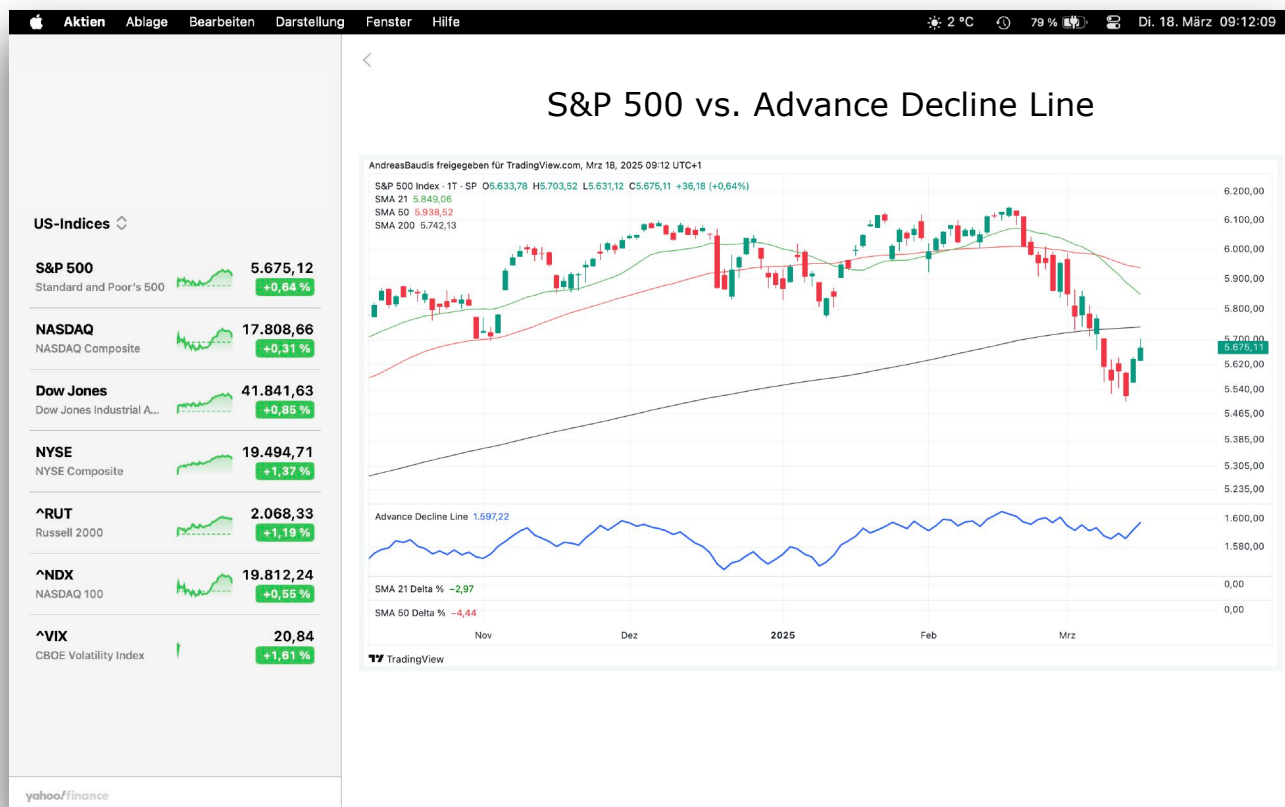 Aktien Ablage Bearbeiten Darstellung Fenster Hilfe 2 °C 79 % Di. 18. März 09:12:09
S&P 500 vs. Advance Decline Line
US-Indices
S&P 500 5.675,12
Standard and Poor's 500 +0,64 %
NASDAQ 17.808,66
NASDAQ Composite +0,31 %
Dow Jones 41.841,63
Dow Jones Industrial A... +0,85 %
NYSE 19.494,71
NYSE Composite +1,37 %
^RUT 2.068,33
Russell 2000 +1,19 %
^NDX 19.812,24
NASDAQ 100 +0,55 %
^VIX 20,84
CBOE Volatility Index +1,61 %
yahoo!finance
AndreasBaudis freigegeben für TradingView.com, Mrz 18, 2025 09:12 UTC+1
S&P 500 Index · 1T · SP O5.633,78 H5.703,52 L5.631,12 C5.675,11 +36,18 (+0,64%)
SMA 21 5.849,06
SMA 50 5.938,52
SMA 200 5.742,13
6.200,00
6.100,00
6.000,00
5.900,00
5.800,00
5.700,00
5.675,11
5.620,00
5.540,00
5.465,00
5.385,00
5.305,00
5.235,00
Advance Decline Line 1.597,22
1.600,00
1.580,00
SMA 21 Delta % −2,97
0,00
SMA 50 Delta % −4,44
0,00
Nov Dez 2025 Feb Mrz
TradingView